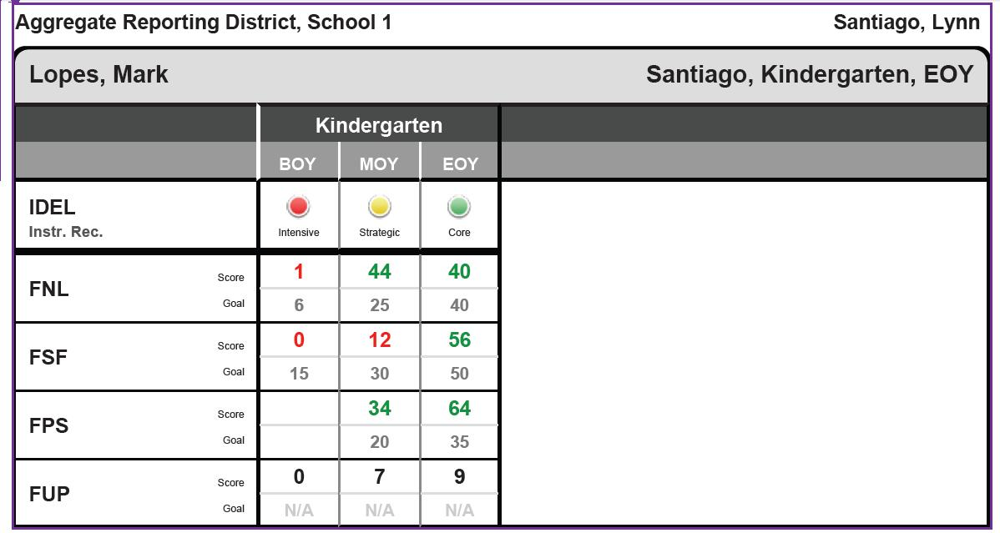 Aggregate Reporting District, School 1 Santiago, Lynn
Lopes, Mark Santiago, Kindergarten, EOY
Kindergarten
BOY MOY EOY
IDEL
Instr. Rec. Intensive Strategic Core
FNL Score 1 44 40
Goal 6 25 40
FSF Score 0 12 56
Goal 15 30 50
FPS Score 34 64
Goal 20 35
FUP Score 0 7 9
Goal N/A N/A N/A